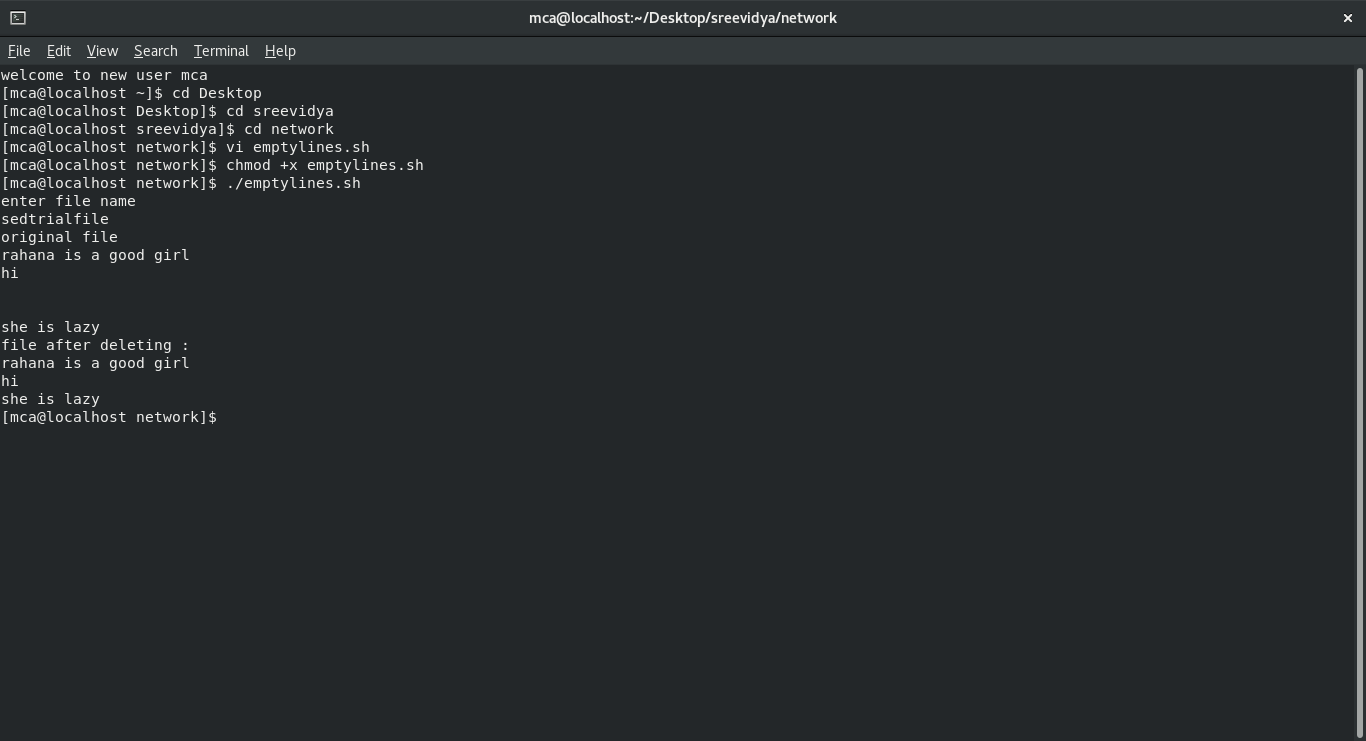 mca@localhost:~/Desktop/sreevidya/network
File Edit View Search Terminal Help
welcome to new user mca
[mca@localhost ~]$ cd Desktop
[mca@localhost Desktop]$ cd sreevidya
[mca@localhost sreevidya]$ cd network
[mca@localhost network]$ vi emptylines.sh
[mca@localhost network]$ chmod +x emptylines.sh
[mca@localhost network]$ ./emptylines.sh
enter file name
sedtrialfile
original file
rahana is a good girl
hi
she is lazy
file after deleting :
rahana is a good girl
hi
she is lazy
[mca@localhost network]$